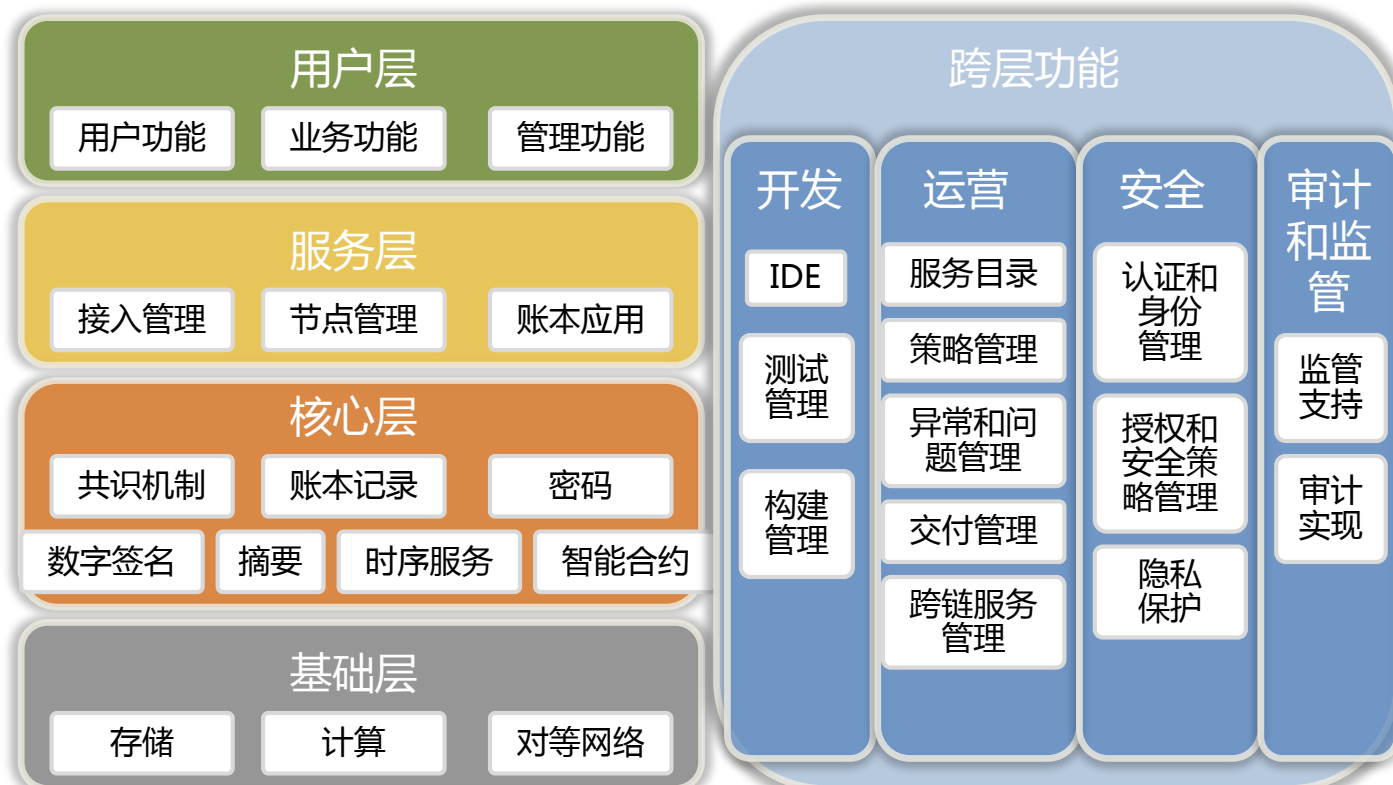 用户层
用户功能
业务功能
管理功能
服务层
接入管理
节点管理
账本应用
核心层
共识机制
账本记录
密码
数字签名
摘要
时序服务
智能合约
基础层
存储
计算
对等网络
跨层功能
开发
IDE
测试
管理
构建
管理
运营
服务目录
策略管理
异常和问
题管理
交付管理
跨链服务
管理
安全
认证和
身份
管理
授权和
安全策
略管理
隐私
保护
审计
和监
管
监管
支持
审计
实现